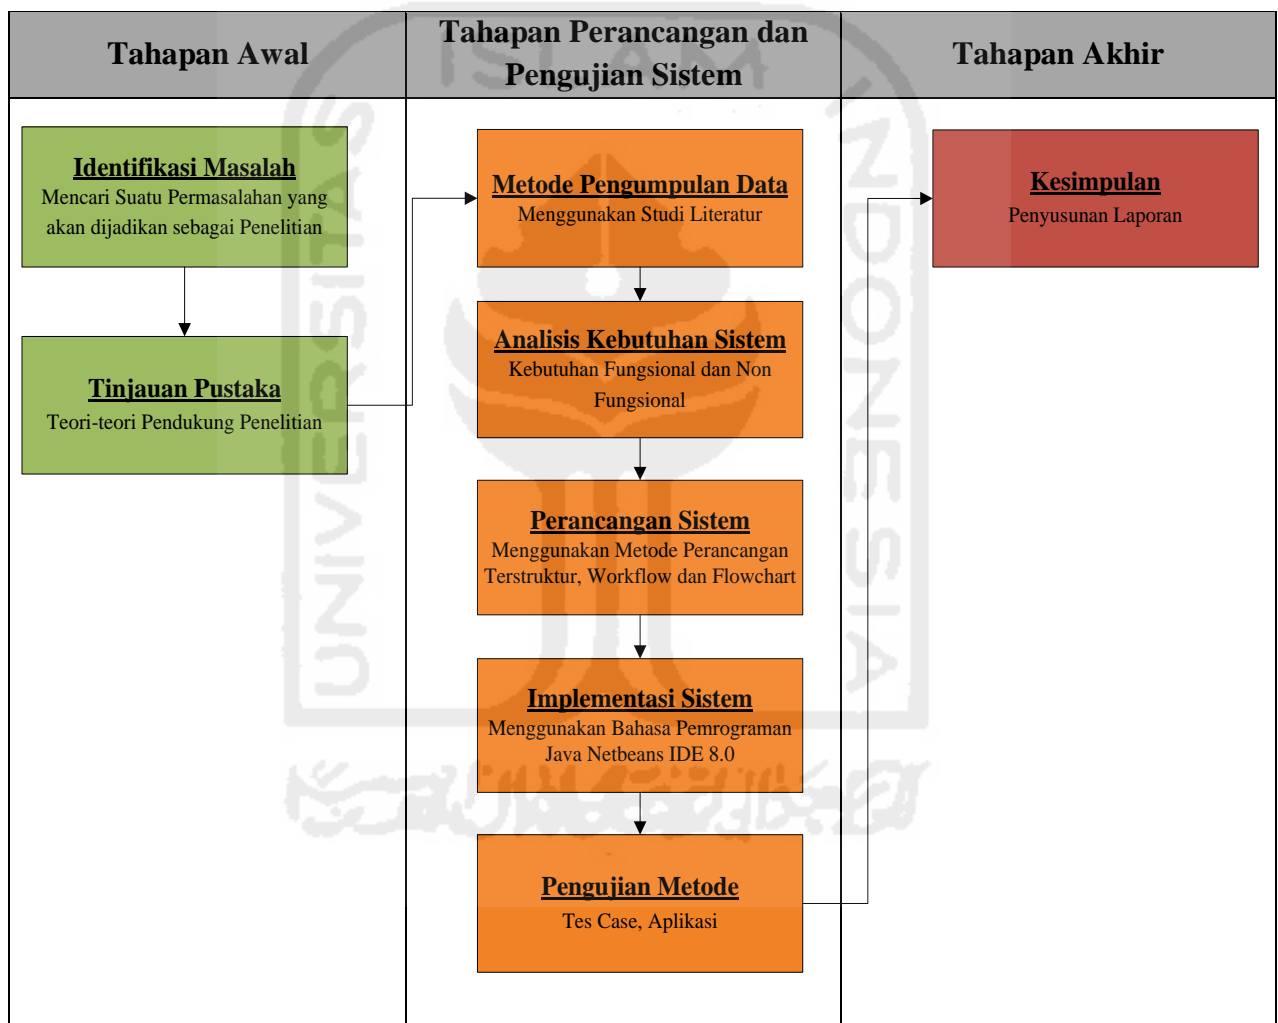 Tahapan Awal
Tahapan Perancangan dan
Pengujian Sistem
Tahapan Akhir
Identifikasi Masalah
Mencari Suatu Permasalahan yang
akan dijadikan sebagai Penelitian
Tinjauan Pustaka
Teori-teori Pendukung Penelitian
Metode Pengumpulan Data
Menggunakan Studi Literatur
Analisis Kebutuhan Sistem
Kebutuhan Fungsional dan Non
Fungsional
Perancangan Sistem
Menggunakan Metode Perancangan
Terstruktur, Workflow dan Flowchart
Implementasi Sistem
Menggunakan Bahasa Pemrograman
Java Netbeans IDE 8.0
Pengujian Metode
Tes Case, Aplikasi
Kesimpulan
Penyusunan Laporan
UNIVERSITAS
ISLAM
INDONESIA